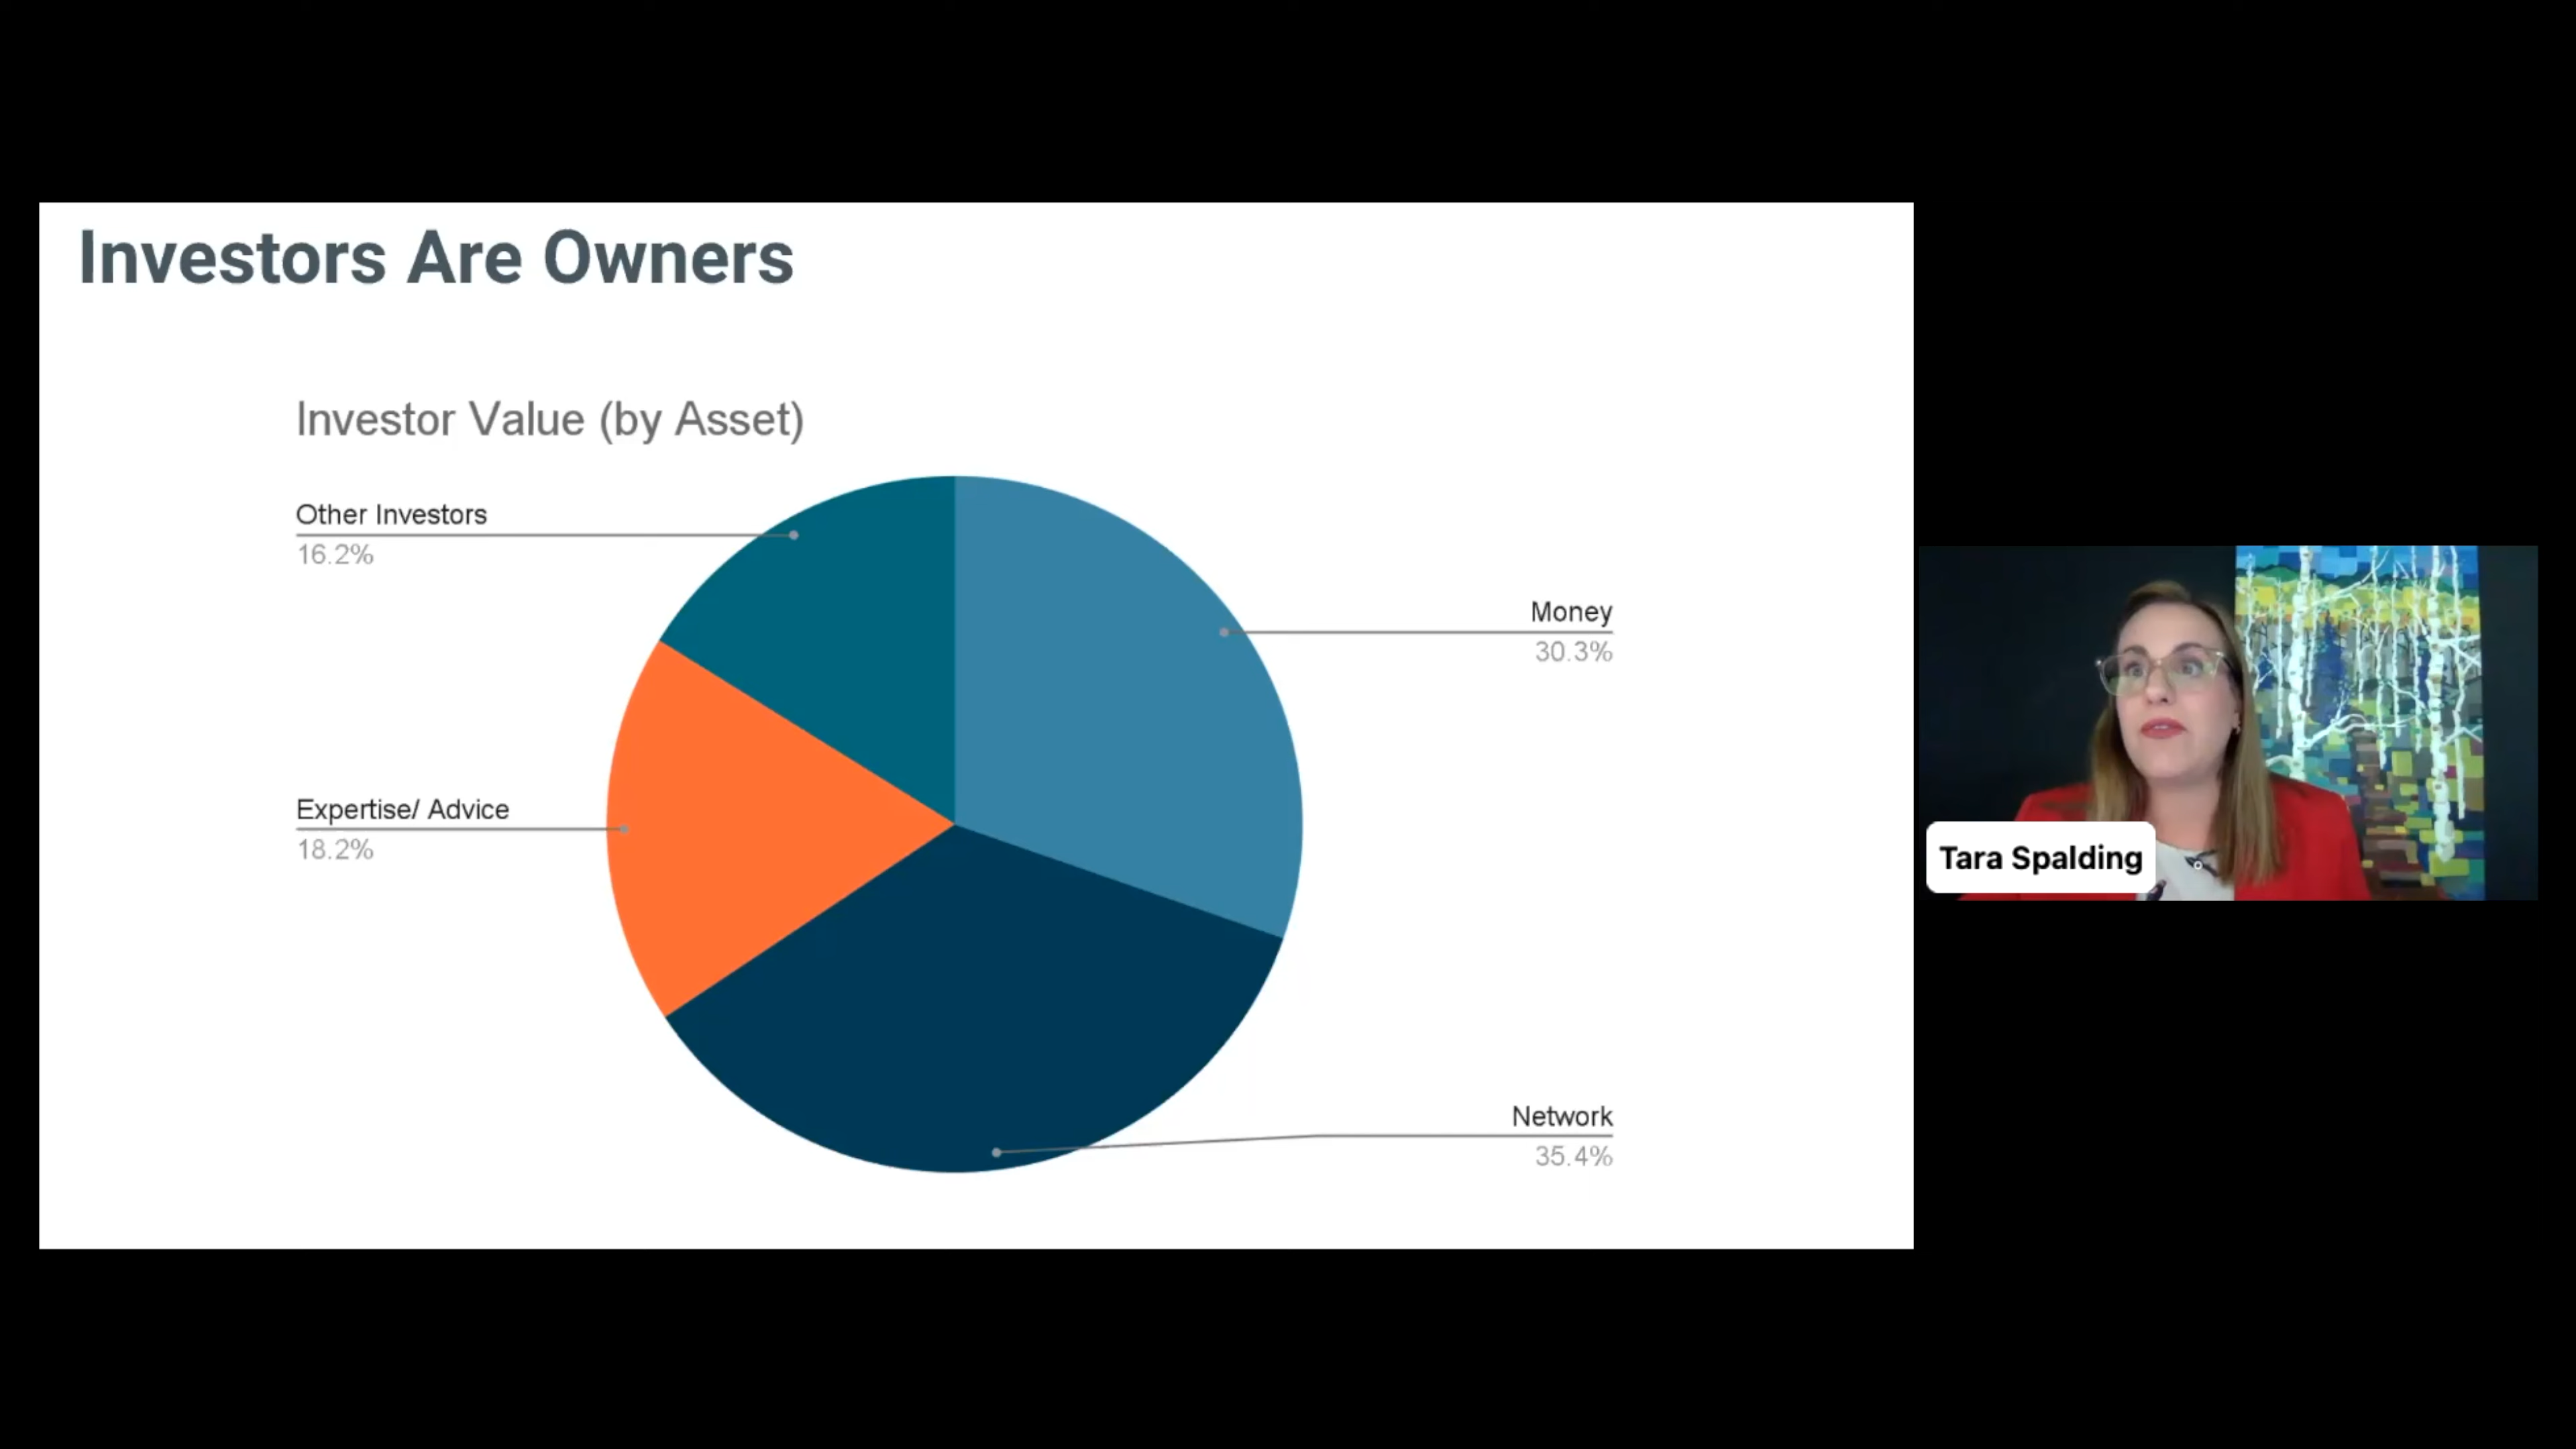 Investors Are Owners
Investor Value (by Asset)
Other Investors
16.2%
Money
30.3%
Expertise/ Advice
18.2%
Network
35.4%
Tara Spalding